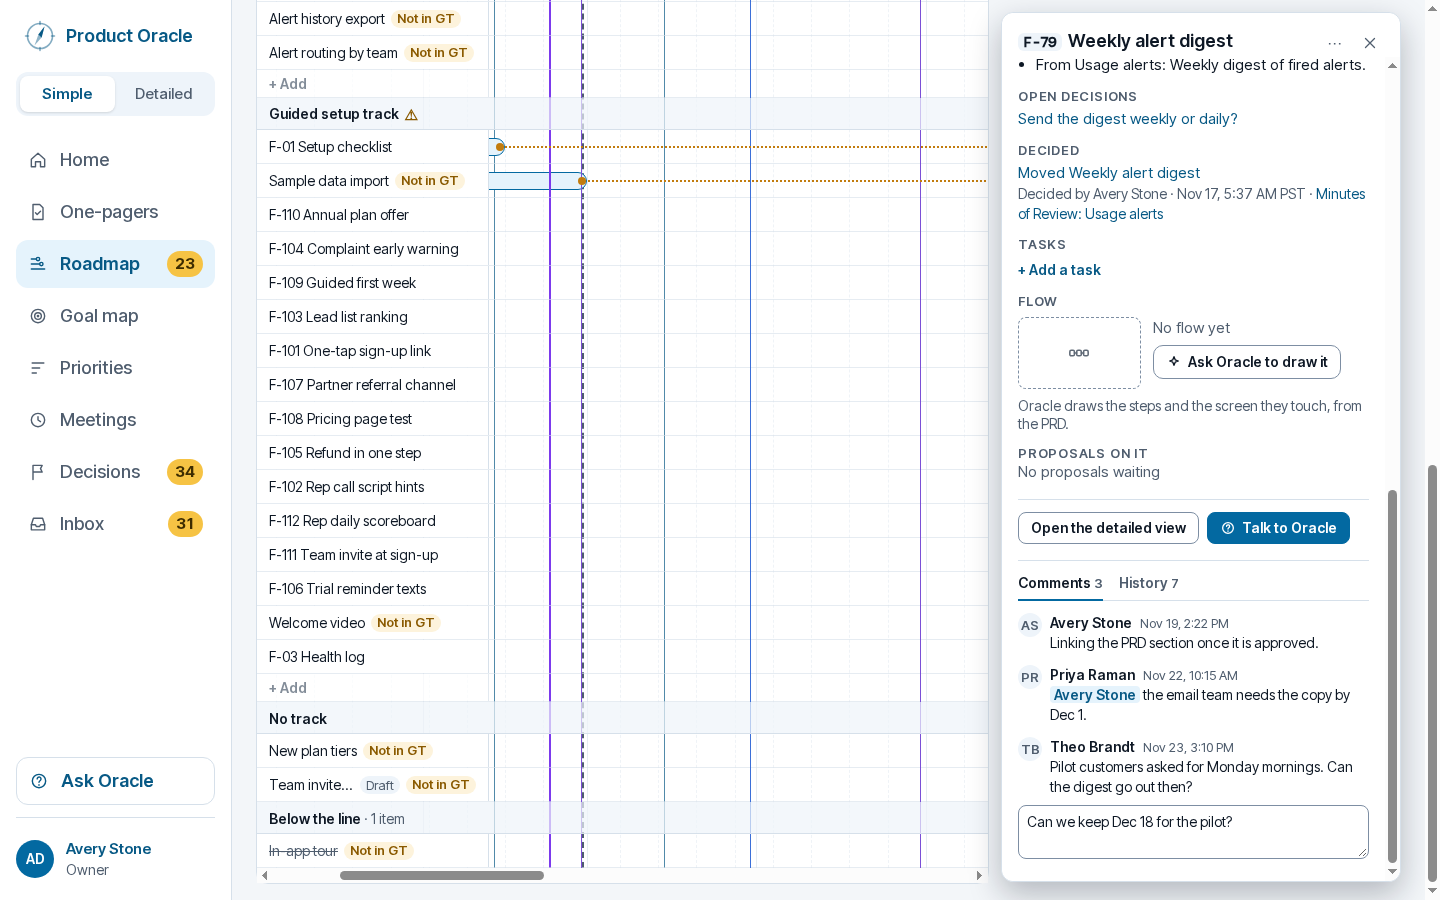 Product Oracle
Simple
Detailed
Home
One-pagers
Roadmap 23
Goal map
Priorities
Meetings
Decisions 34
Inbox 31
Ask Oracle
AD
Avery Stone
Owner
Alert history export Not in GT
Alert routing by team Not in GT
+ Add
Guided setup track
F-01 Setup checklist
Sample data import Not in GT
F-110 Annual plan offer
F-104 Complaint early warning
F-109 Guided first week
F-103 Lead list ranking
F-101 One-tap sign-up link
F-107 Partner referral channel
F-108 Pricing page test
F-105 Refund in one step
F-102 Rep call script hints
F-112 Rep daily scoreboard
F-111 Team invite at sign-up
F-106 Trial reminder texts
Welcome video Not in GT
F-03 Health log
+ Add
No track
New plan tiers Not in GT
Team invite... Draft Not in GT
Below the line · 1 item
In-app tour Not in GT
F-79 Weekly alert digest
• From Usage alerts: Weekly digest of fired alerts.
OPEN DECISIONS
Send the digest weekly or daily?
DECIDED
Moved Weekly alert digest
Decided by Avery Stone · Nov 17, 5:37 AM PST · Minutes
of Review: Usage alerts
TASKS
+ Add a task
FLOW
No flow yet
Ask Oracle to draw it
Oracle draws the steps and the screen they touch, from
the PRD.
PROPOSALS ON IT
No proposals waiting
Open the detailed view
Talk to Oracle
Comments 3
History 7
AS Avery Stone Nov 19, 2:22 PM
Linking the PRD section once it is approved.
PR Priya Raman Nov 22, 10:15 AM
Avery Stone the email team needs the copy by
Dec 1.
TB Theo Brandt Nov 23, 3:10 PM
Pilot customers asked for Monday mornings. Can
the digest go out then?
Can we keep Dec 18 for the pilot?